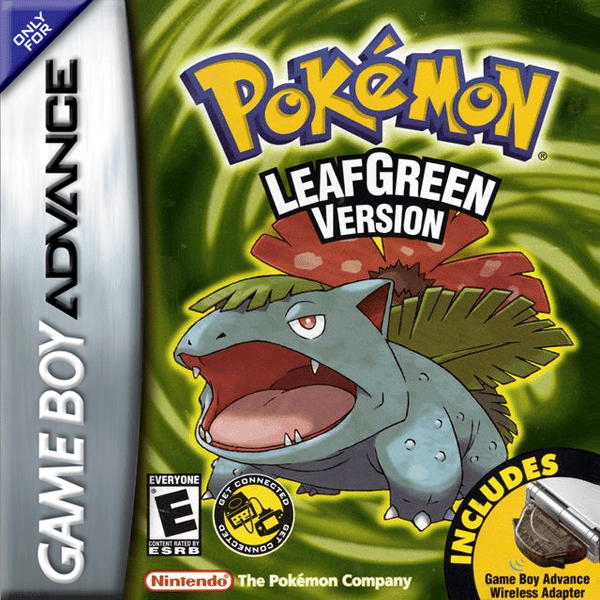 ONLY
FOR
GAME BOY ADVANCE
POKéMON
®
LEAFGREEN
VERSION
EVERYONE
E
®
CONTENT RATED BY
ESRB
GET CONNECTED
GET CONNECTED
INCLUDES
Game Boy Advance
Wireless Adapter
Nintendo® The Pokémon Company